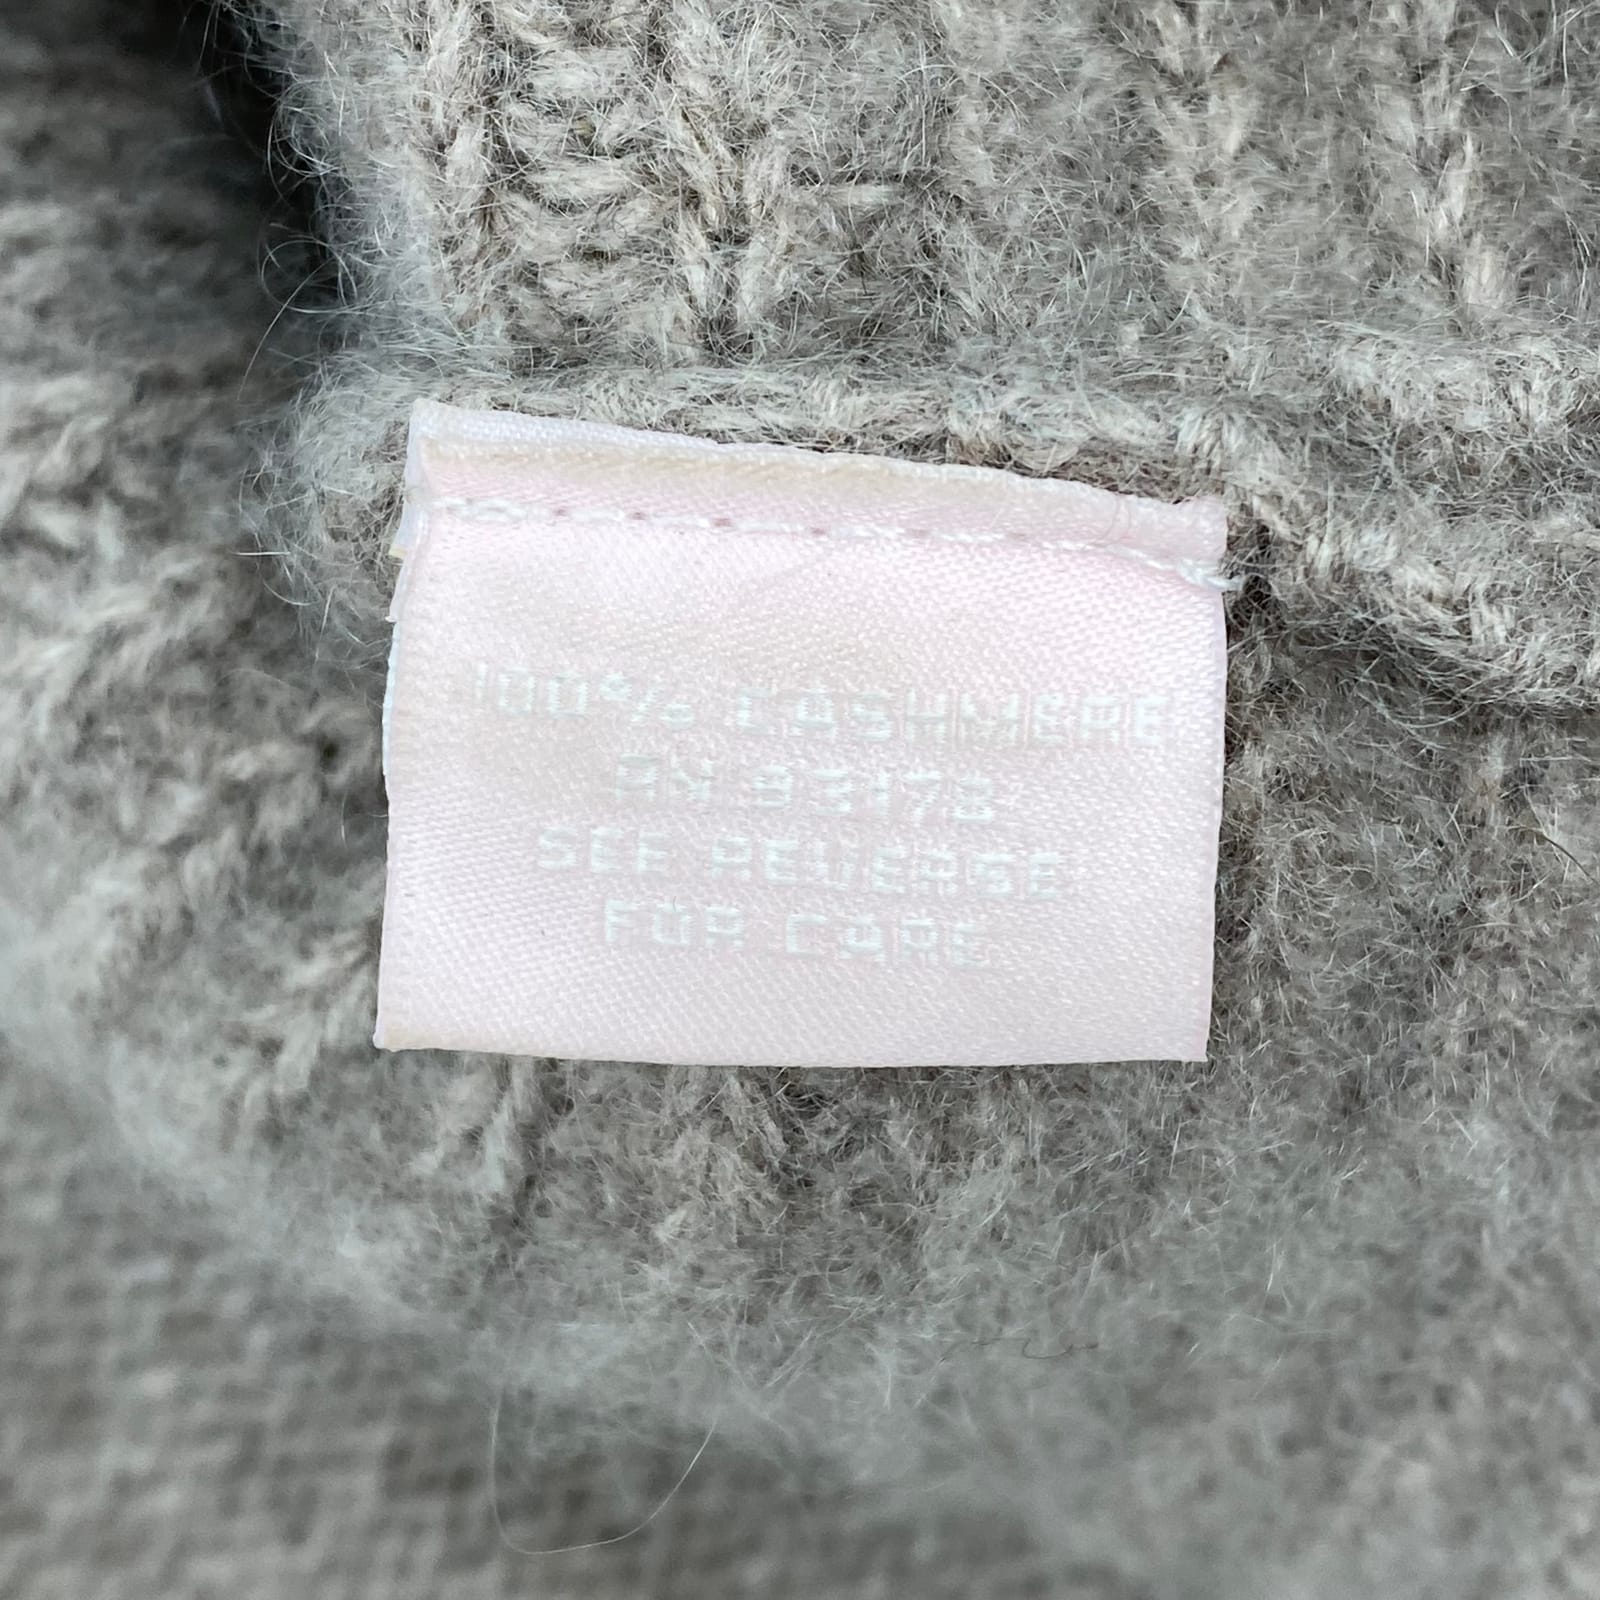 100% CASHMERE
RN 93178
SEE REVERSE
FOR CARE